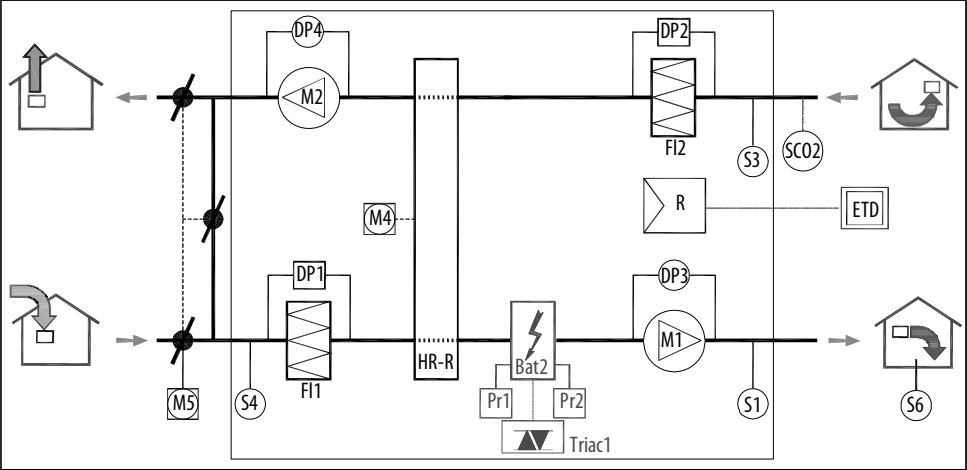 DP4
DP2
M2
FI2
S3
SCO2
R
ETD
M4
DP1
DP3
M1
HR-R
Bat2
FI1
M5
S4
Pr1
Pr2
S1
S6
Triac1